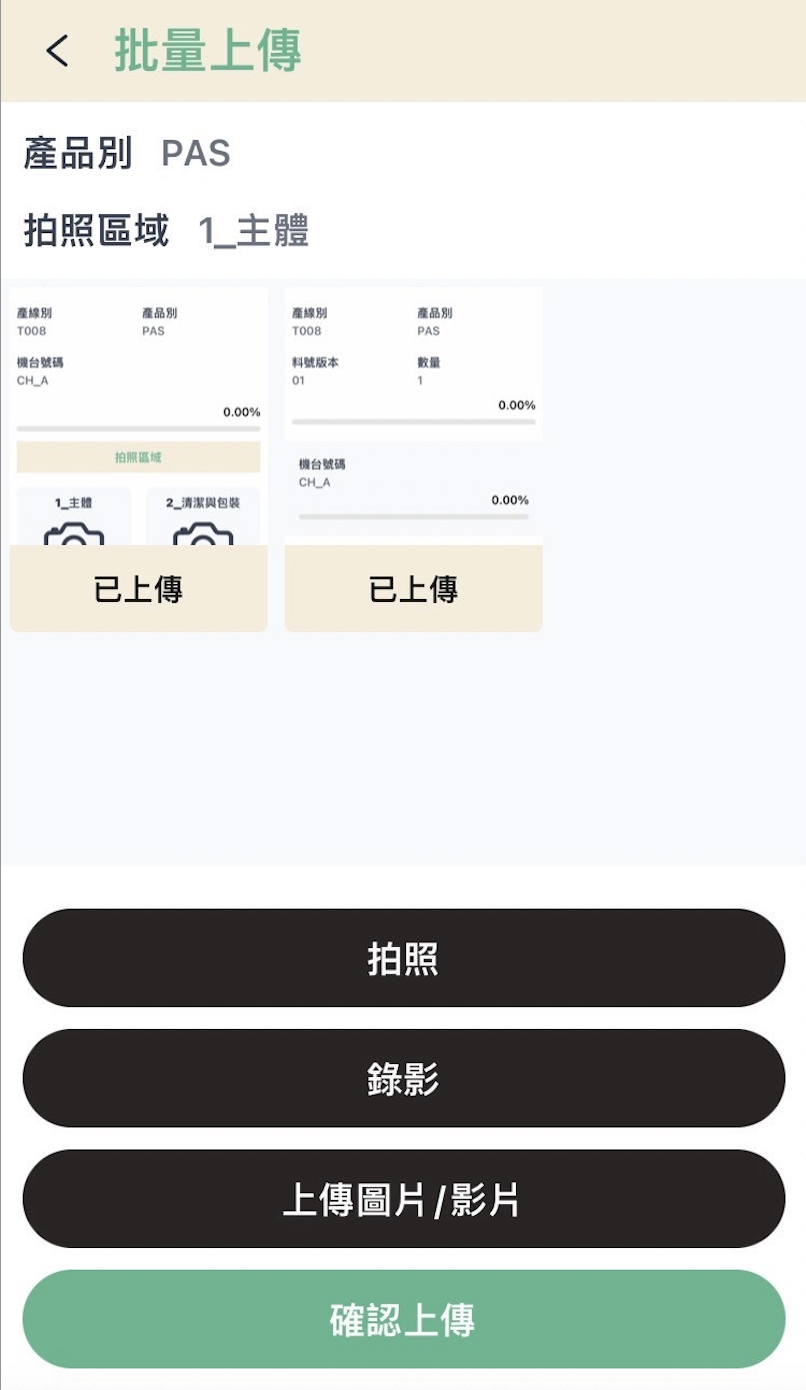 批量上傳
產品別 PAS
拍照區域 1_主體
產線別 產品別
T008 PAS
機台號碼
CH_A
0.00%
拍照區域
1_主體 2_清潔與包裝
已上傳
產線別 產品別
T008 PAS
料號版本 數量
01 1
0.00%
機台號碼
CH_A
0.00%
已上傳
拍照
錄影
上傳圖片/影片
確認上傳